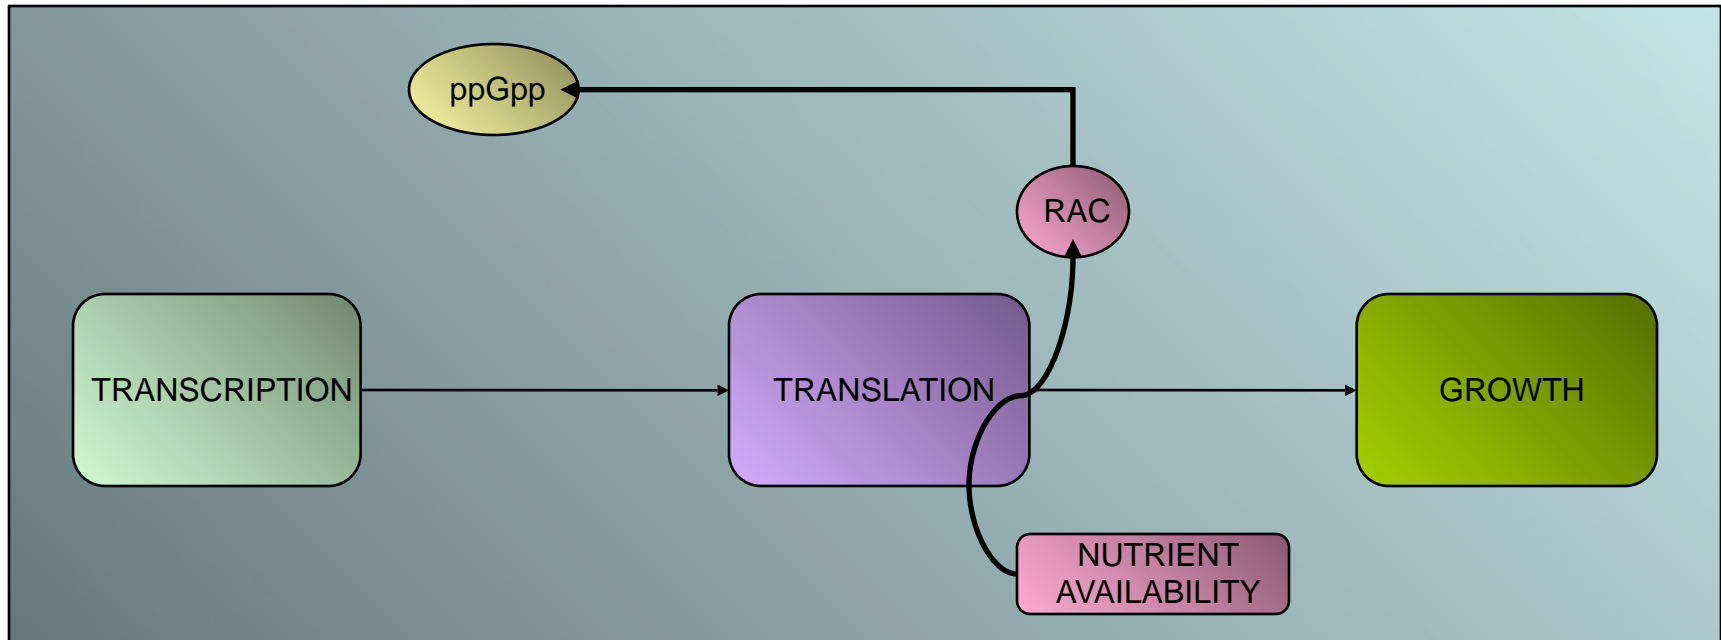 ppGpp
RAC
TRANSCRIPTION
TRANSLATION
GROWTH
NUTRIENT
AVAILABILITY